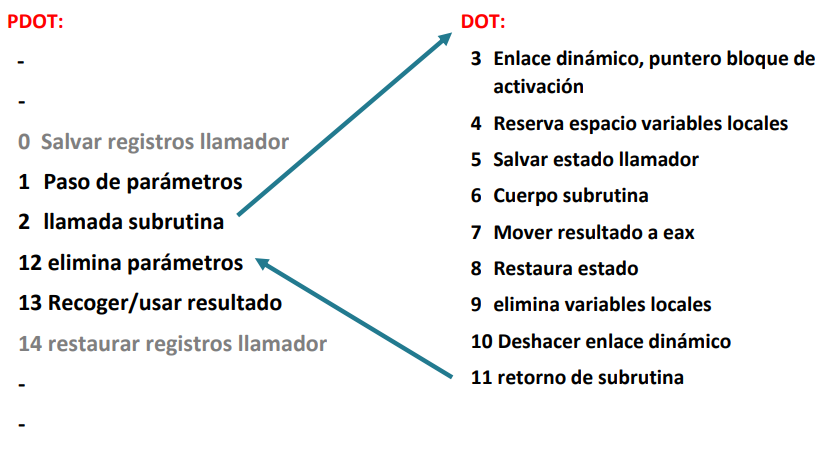 PDOT:
-
-
0 Salvar registros llamador
1 Paso de parámetros
2 llamada subrutina
12 elimina parámetros
13 Recoger/usar resultado
14 restaurar registros llamador
-
-
DOT:
3 Enlace dinámico, puntero bloque de
activación
4 Reserva espacio variables locales
5 Salvar estado llamador
6 Cuerpo subrutina
7 Mover resultado a eax
8 Restaura estado
9 elimina variables locales
10 Deshacer enlace dinámico
11 retorno de subrutina